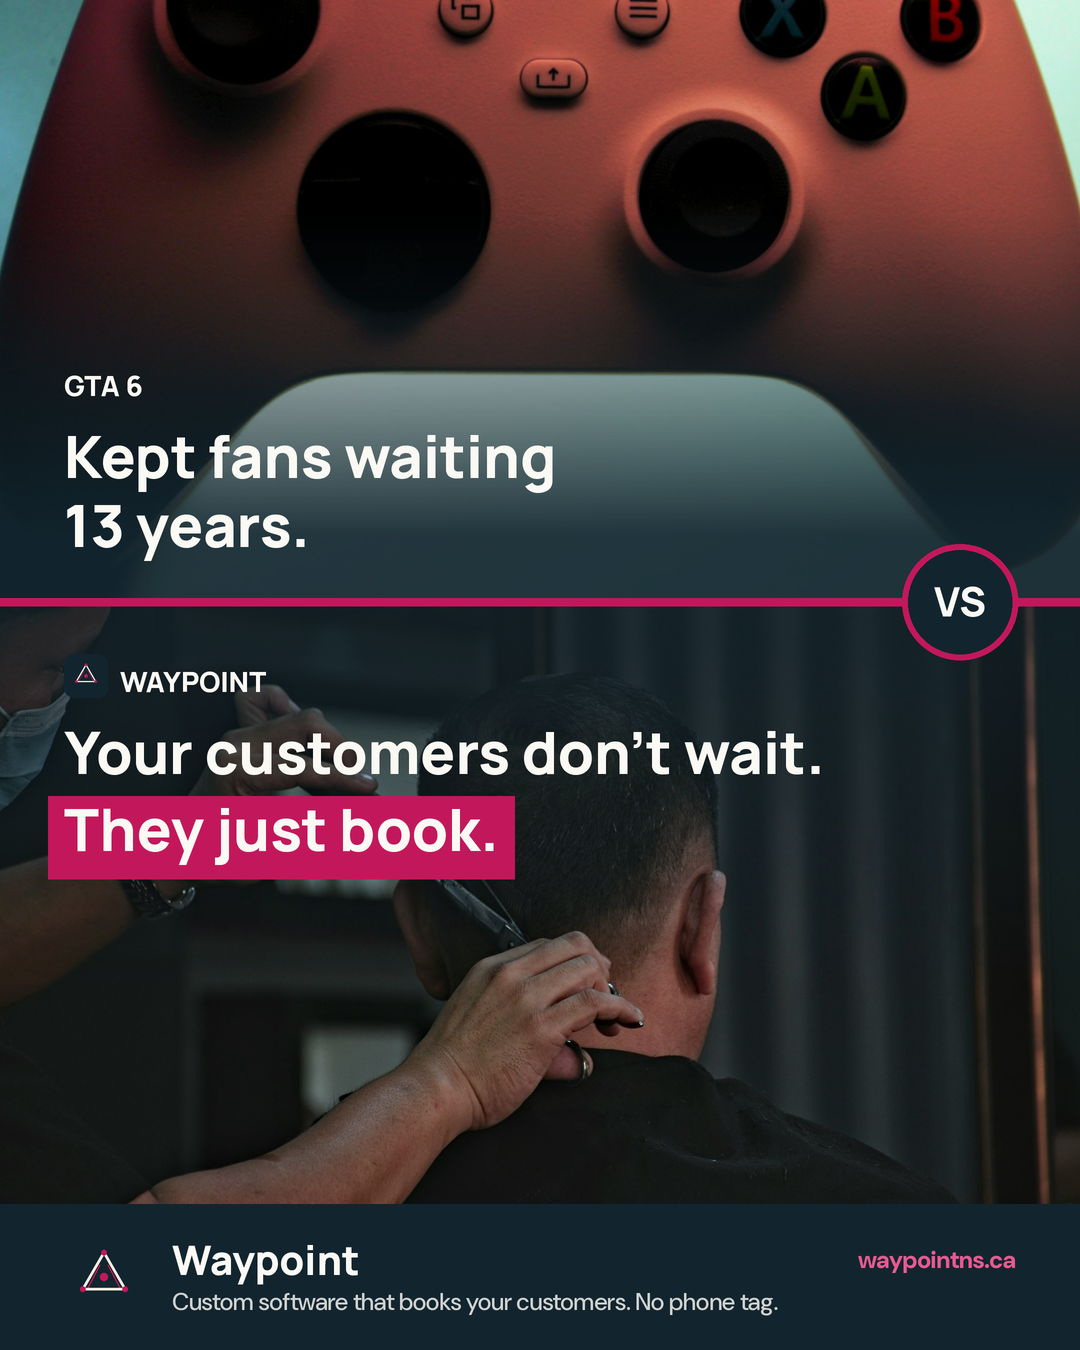 X
B
A
GTA 6
Kept fans waiting
13 years.
VS
WAYPOINT
Your customers don’t wait.
They just book.
Waypoint
waypointns.ca
Custom software that books your customers. No phone tag.